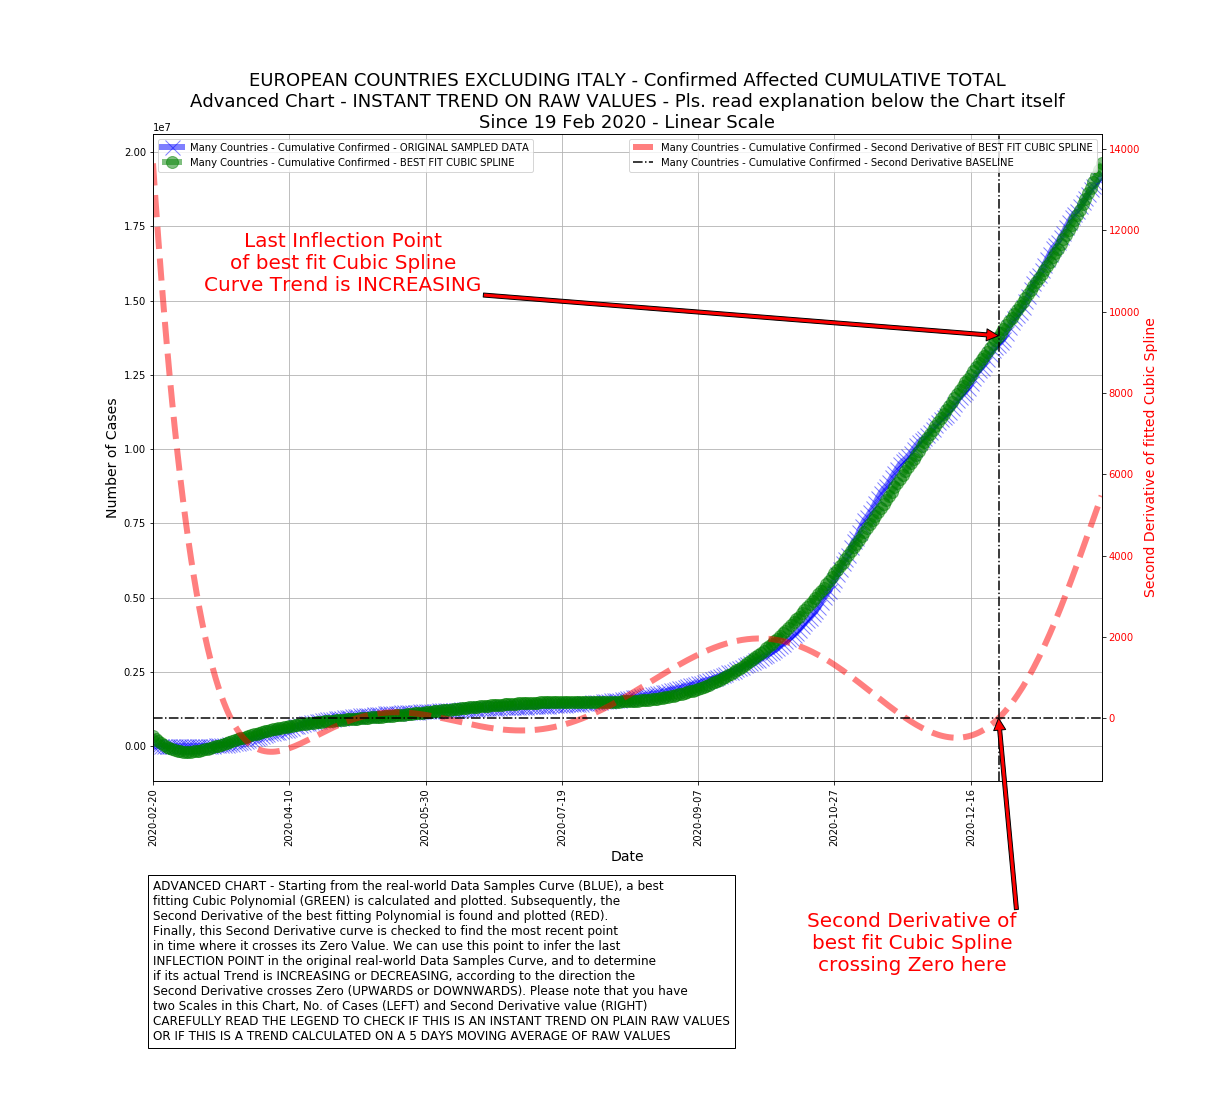 EUROPEAN COUNTRIES EXCLUDING ITALY - Confirmed Affected CUMULATIVE TOTAL
Advanced Chart - INSTANT TREND ON RAW VALUES - Pls. read explanation below the Chart itself
Since 19 Feb 2020 - Linear Scale
1e7
Many Countries - Cumulative Confirmed - ORIGINAL SAMPLED DATA
Many Countries - Cumulative Confirmed - BEST FIT CUBIC SPLINE
Many Countries - Cumulative Confirmed - Second Derivative of BEST FIT CUBIC SPLINE
Many Countries - Cumulative Confirmed - Second Derivative BASELINE
Last Inflection Point
of best fit Cubic Spline
Curve Trend is INCREASING
Number of Cases
2.00
1.75
1.50
1.25
1.00
0.75
0.50
0.25
0.00
14000
12000
10000
8000
6000
4000
2000
0
Second Derivative of fitted Cubic Spline
2020-02-20
2020-04-10
2020-05-30
2020-07-19
2020-09-07
2020-10-27
2020-12-16
Date
ADVANCED CHART - Starting from the real-world Data Samples Curve (BLUE), a best
fitting Cubic Polynomial (GREEN) is calculated and plotted. Subsequently, the
Second Derivative of the best fitting Polynomial is found and plotted (RED).
Finally, this Second Derivative curve is checked to find the most recent point
in time where it crosses its Zero Value. We can use this point to infer the last
INFLECTION POINT in the original real-world Data Samples Curve, and to determine
if its actual Trend is INCREASING or DECREASING, according to the direction the
Second Derivative crosses Zero (UPWARDS or DOWNWARDS). Please note that you have
two Scales in this Chart, No. of Cases (LEFT) and Second Derivative value (RIGHT)
CAREFULLY READ THE LEGEND TO CHECK IF THIS IS AN INSTANT TREND ON PLAIN RAW VALUES
OR IF THIS IS A TREND CALCULATED ON A 5 DAYS MOVING AVERAGE OF RAW VALUES
Second Derivative of
best fit Cubic Spline
crossing Zero here